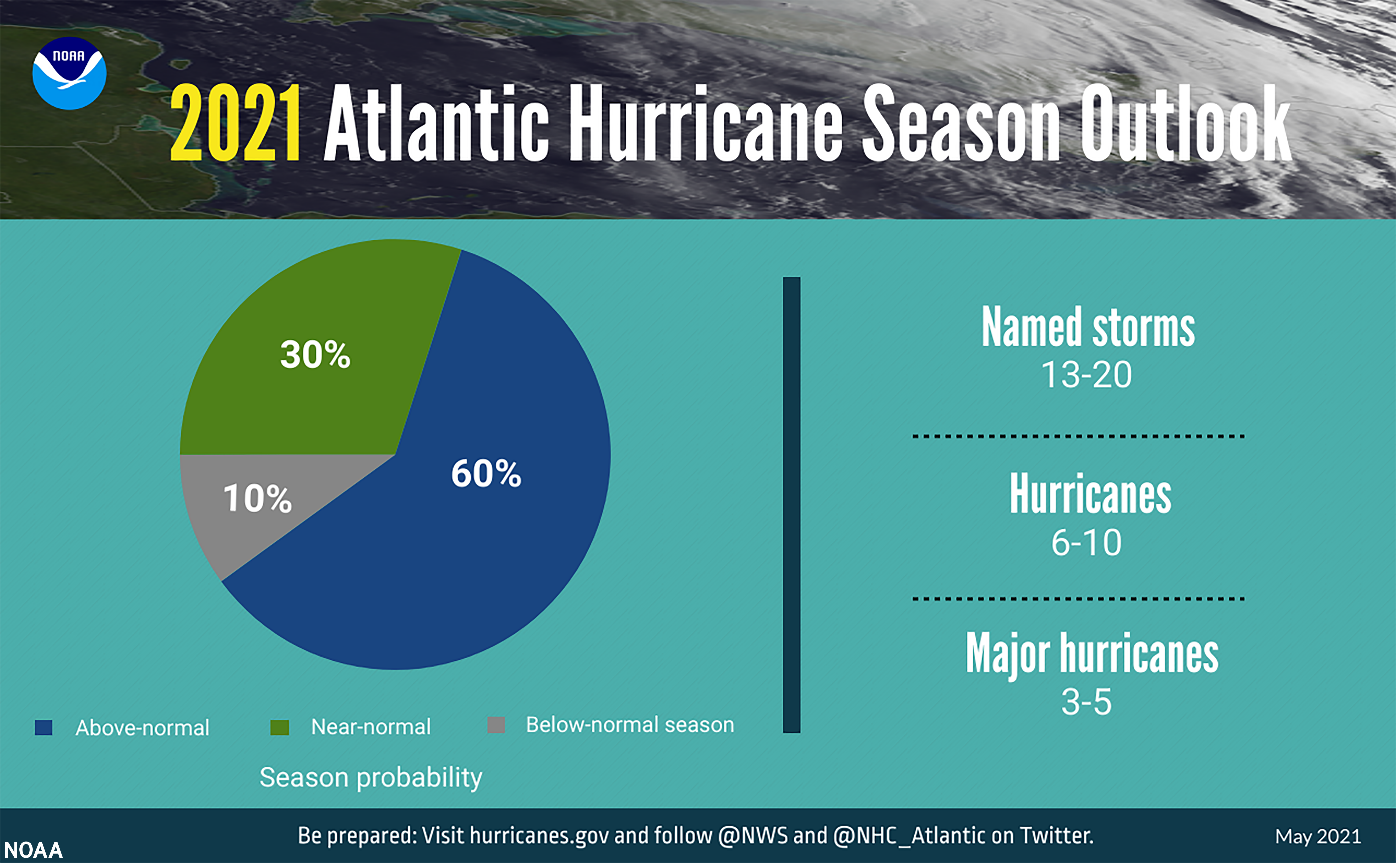 NOAA
2021 Atlantic Hurricane Season Outlook
30%
10%
60%
Above-normal
Near-normal
Below-normal season
Season probability
Named storms
13-20
Hurricanes
6-10
Major hurricanes
3-5
Be prepared: Visit hurricanes.gov and follow @NWS and @NHC_Atlantic on Twitter.
May 2021
NOAA